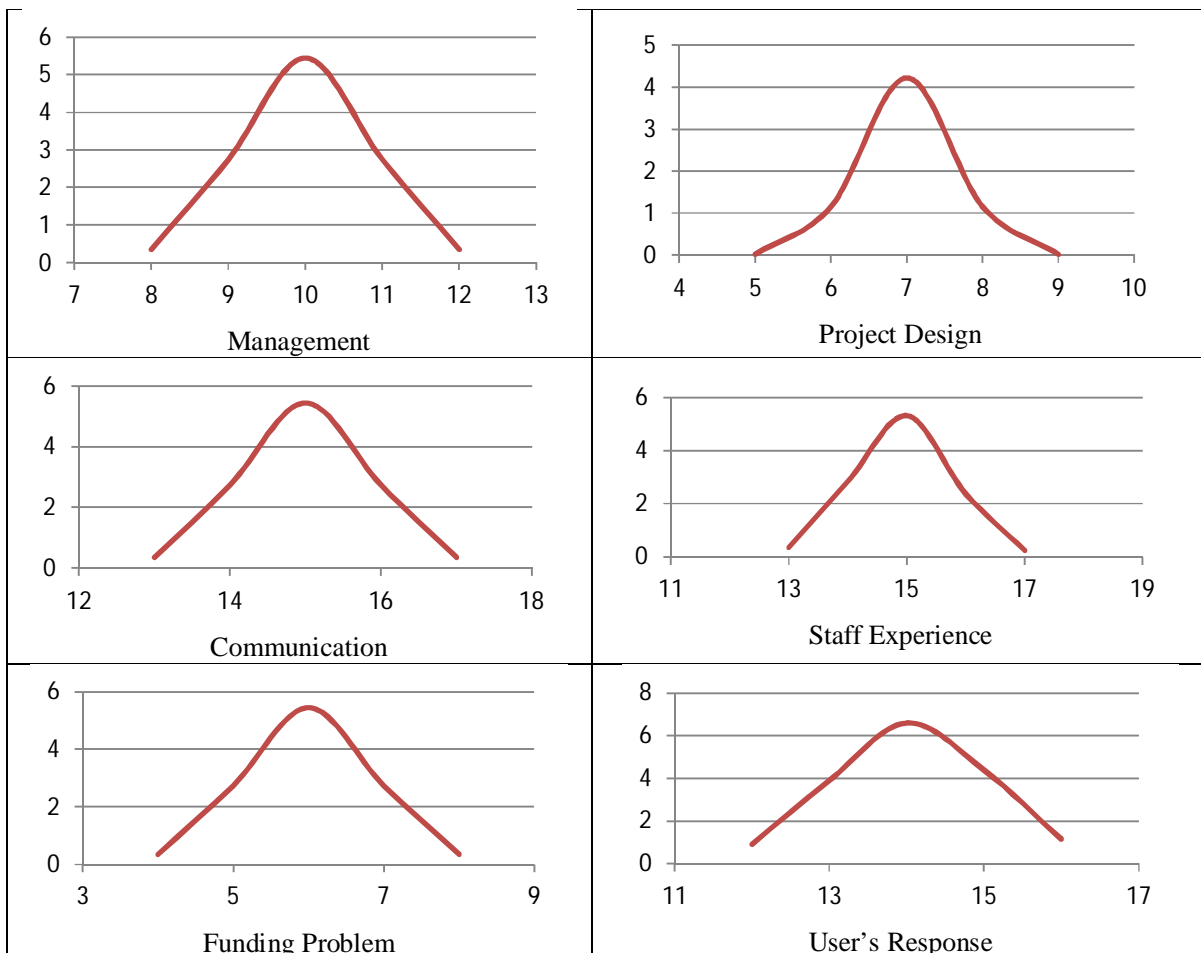 6
5
4
3
2
1
0
7 8 9 10 11 12 13
Management
5
4
3
2
1
0
4 5 6 7 8 9 10
Project Design
6
4
2
0
12 14 16 18
Communication
6
4
2
0
11 13 15 17 19
Staff Experience
6
4
2
0
3 5 7 9
Funding Problem
8
6
4
2
0
11 13 15 17
User’s Response